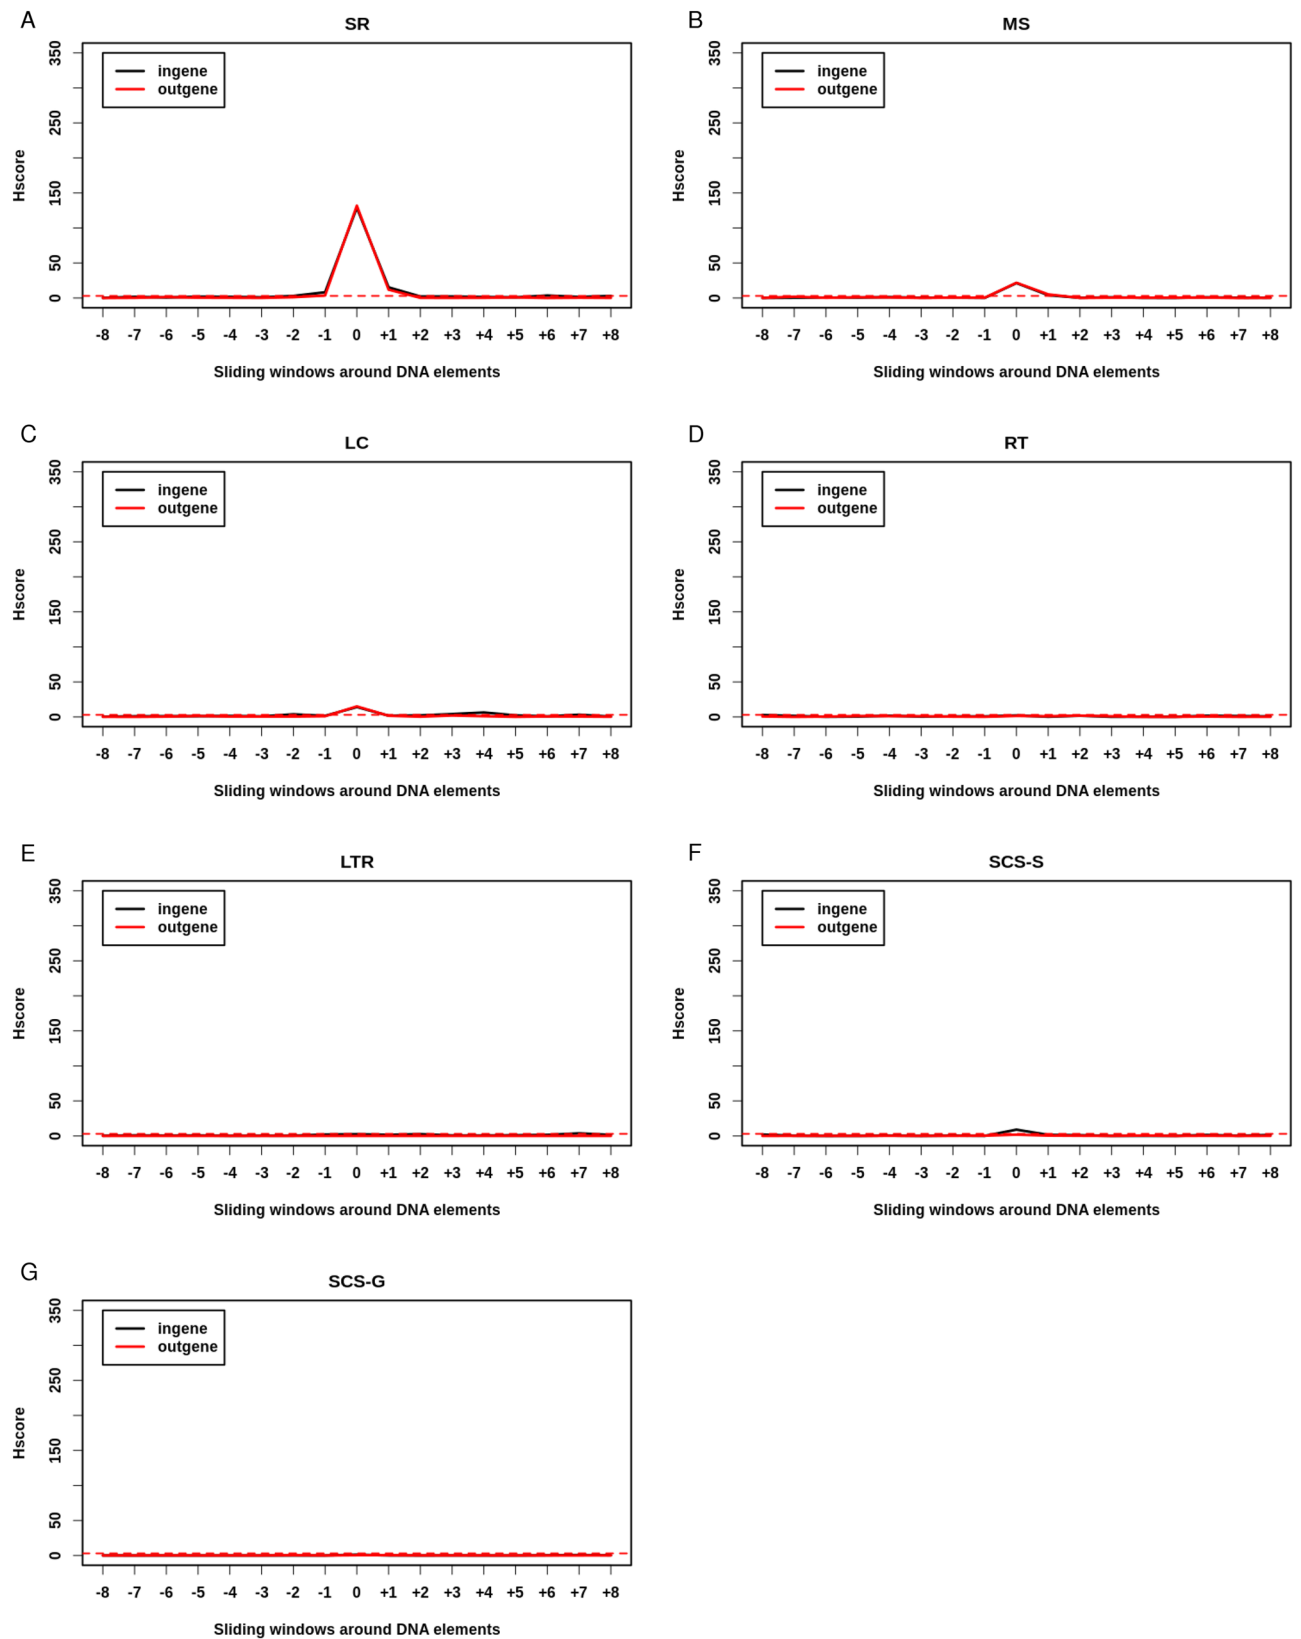 A
SR
350
250
150
50
0
Hscore
ingene
outgene
-8 -7 -6 -5 -4 -3 -2 -1 0 +1 +2 +3 +4 +5 +6 +7 +8
Sliding windows around DNA elements
B
MS
350
250
150
50
0
Hscore
ingene
outgene
-8 -7 -6 -5 -4 -3 -2 -1 0 +1 +2 +3 +4 +5 +6 +7 +8
Sliding windows around DNA elements
C
LC
350
250
150
50
0
Hscore
ingene
outgene
-8 -7 -6 -5 -4 -3 -2 -1 0 +1 +2 +3 +4 +5 +6 +7 +8
Sliding windows around DNA elements
D
RT
350
250
150
50
0
Hscore
ingene
outgene
-8 -7 -6 -5 -4 -3 -2 -1 0 +1 +2 +3 +4 +5 +6 +7 +8
Sliding windows around DNA elements
E
LTR
350
250
150
50
0
Hscore
ingene
outgene
-8 -7 -6 -5 -4 -3 -2 -1 0 +1 +2 +3 +4 +5 +6 +7 +8
Sliding windows around DNA elements
F
SCS-S
350
250
150
50
0
Hscore
ingene
outgene
-8 -7 -6 -5 -4 -3 -2 -1 0 +1 +2 +3 +4 +5 +6 +7 +8
Sliding windows around DNA elements
G
SCS-G
350
250
150
50
0
Hscore
ingene
outgene
-8 -7 -6 -5 -4 -3 -2 -1 0 +1 +2 +3 +4 +5 +6 +7 +8
Sliding windows around DNA elements